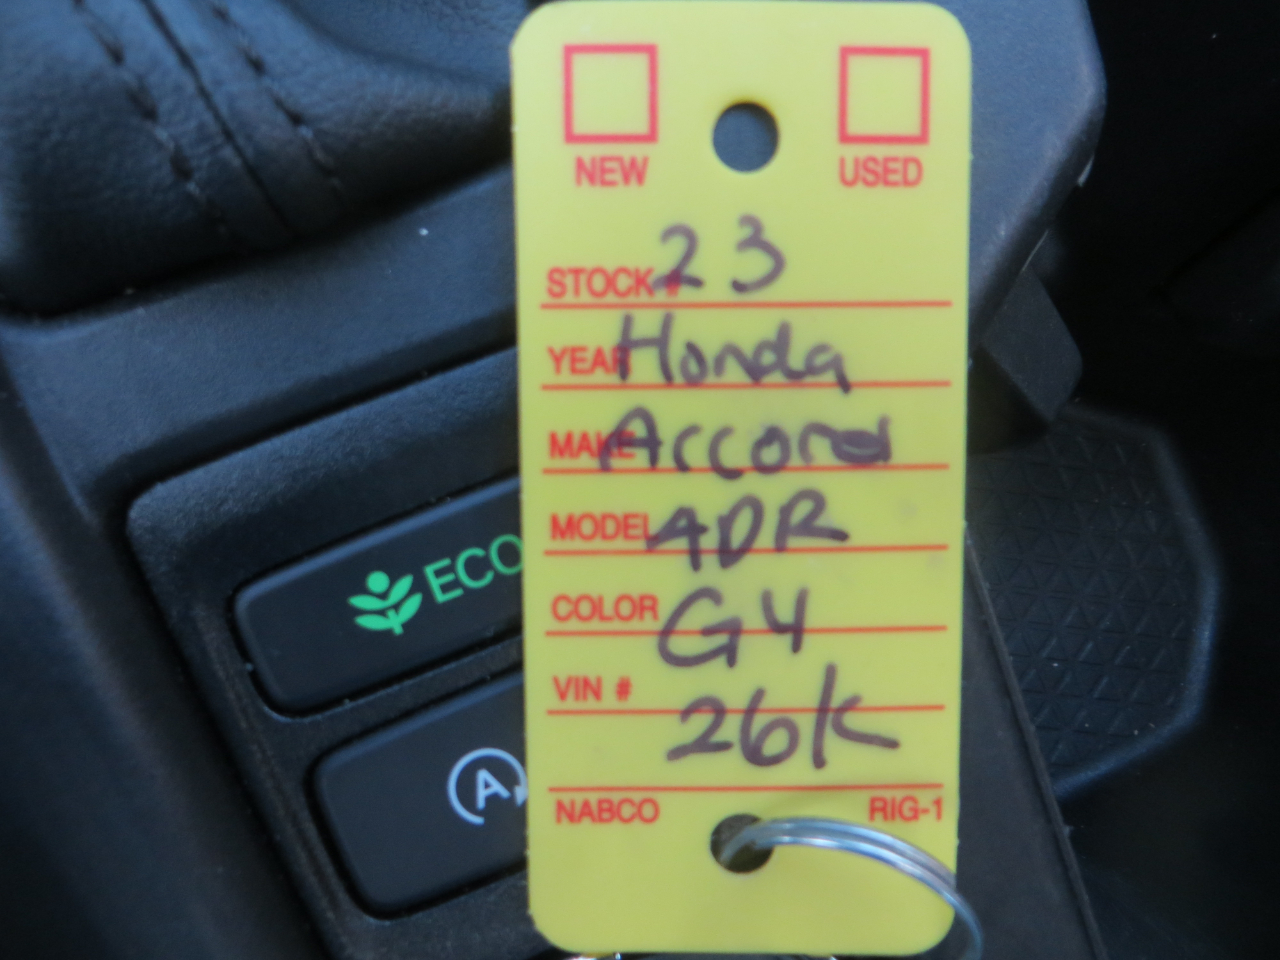 NEW USED
STOCK # 23
YEAR Honda
MAKE Accord
MODEL 4DR
COLOR G4
VIN #
26K
NABCO RIG-1
ECO
A